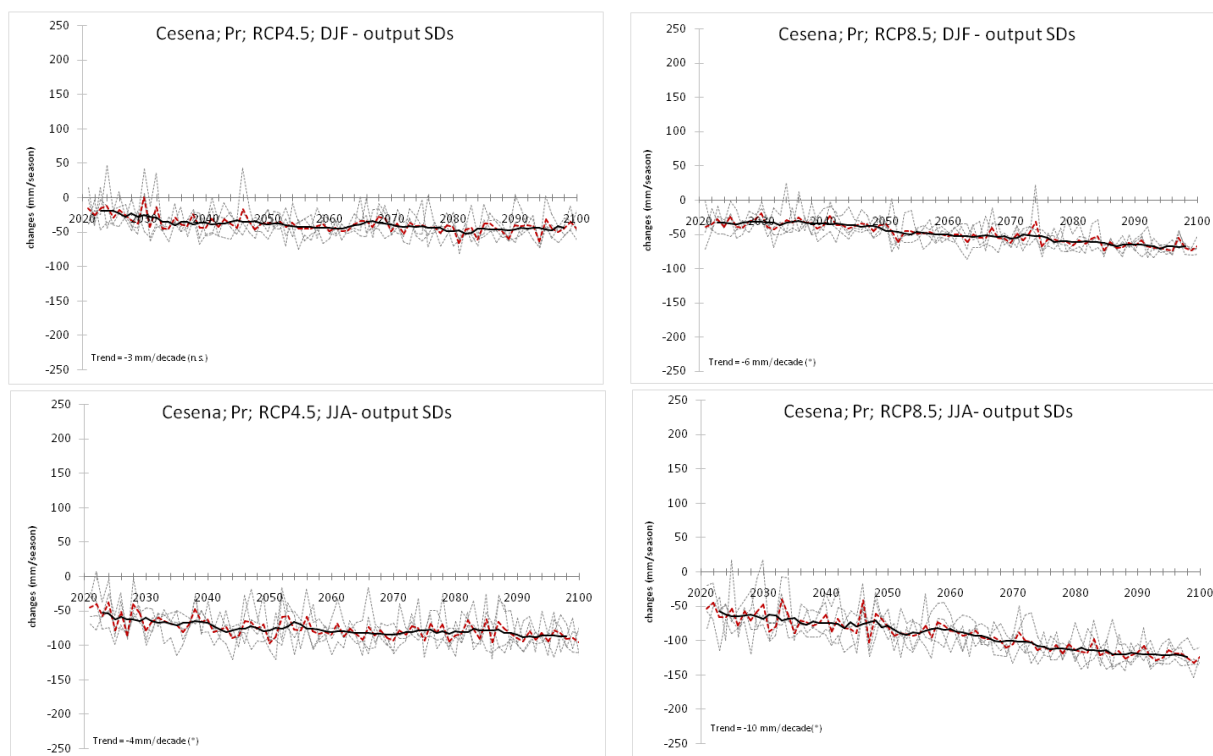 Cesena; Pr; RCP4.5; DJF - output SDs
changes (mm/season)
250
200
150
100
50
0
-50
-100
-150
-200
-250
2020 2030 2040 2050 2060 2070 2080 2090 2100
Trend = -3 mm/decade (n.s.)
Cesena; Pr; RCP8.5; DJF - output SDs
changes (mm/season)
250
200
150
100
50
0
-50
-100
-150
-200
-250
2020 2030 2040 2050 2060 2070 2080 2090 2100
Trend = -6 mm/decade (*)
Cesena; Pr; RCP4.5; JJA- output SDs
changes (mm/season)
250
200
150
100
50
0
-50
-100
-150
-200
-250
2020 2030 2040 2050 2060 2070 2080 2090 2100
Trend = -4mm/decade (*)
Cesena; Pr; RCP8.5; JJA- output SDs
changes (mm/season)
250
200
150
100
50
0
-50
-100
-150
-200
-250
2020 2030 2040 2050 2060 2070 2080 2090 2100
Trend = -10 mm/decade(*)